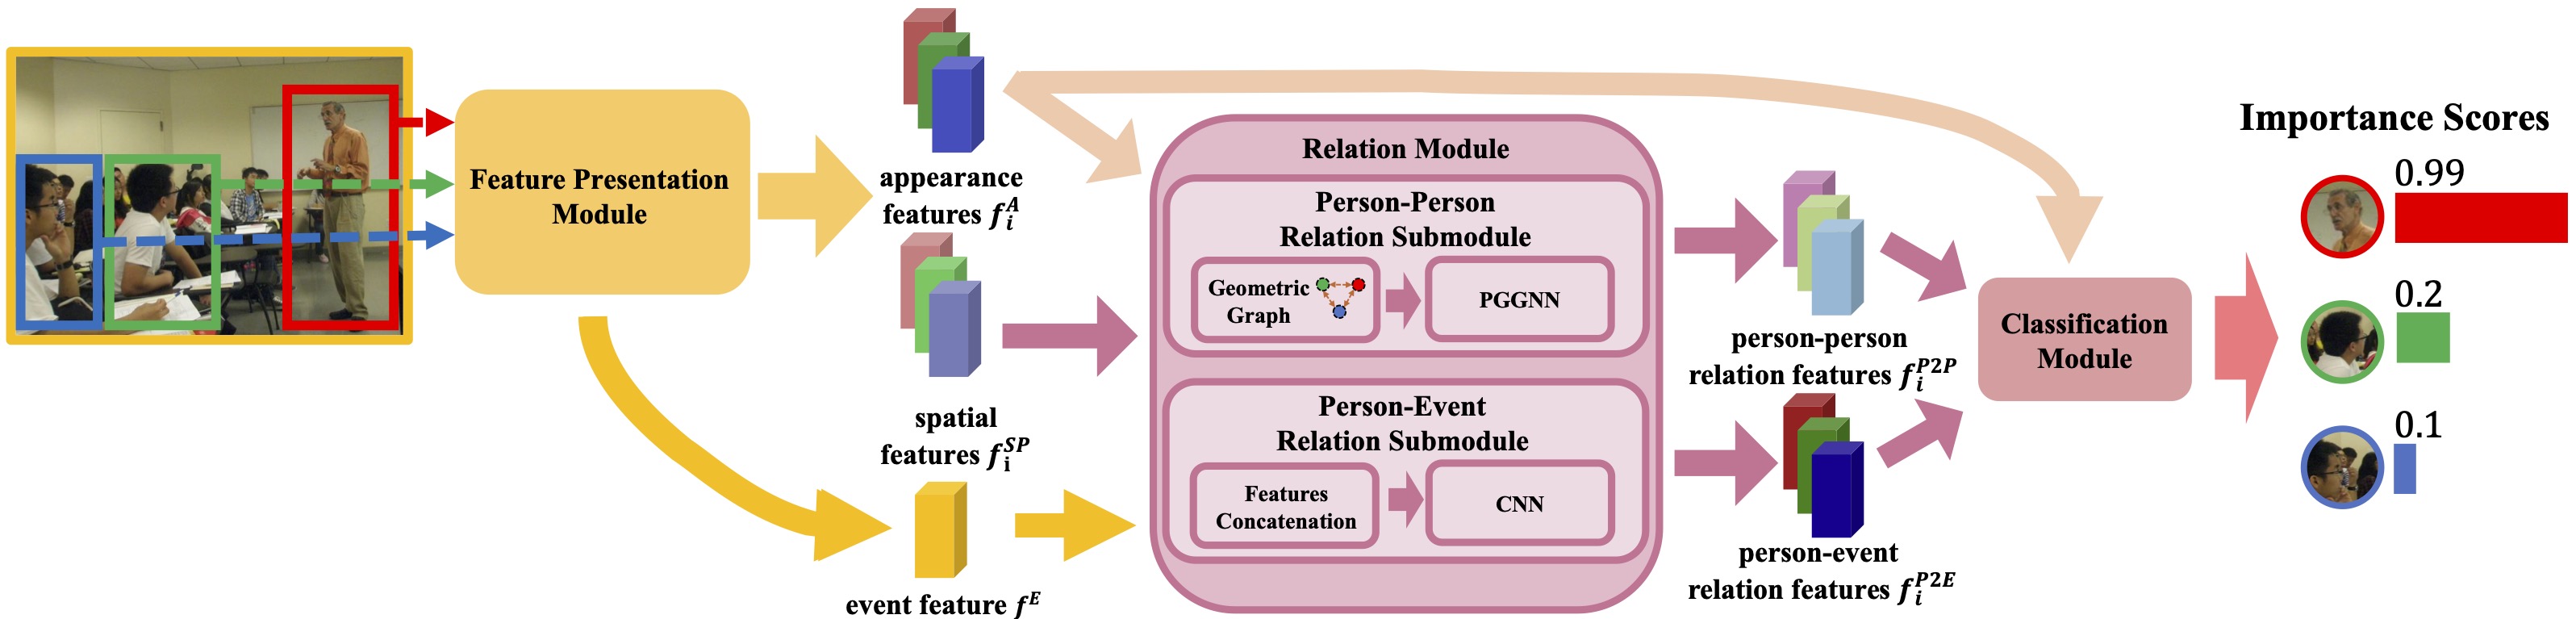 Feature Presentation
Module
appearance
features f_i^A
spatial
features f_i^SP
event feature f^E
Relation Module
Person-Person
Relation Submodule
Geometric
Graph
PGGNN
Person-Event
Relation Submodule
Features
Concatenation
CNN
person-person
relation features f_i^P2P
person-event
relation features f_i^P2E
Classification
Module
Importance Scores
0.99
0.2
0.1